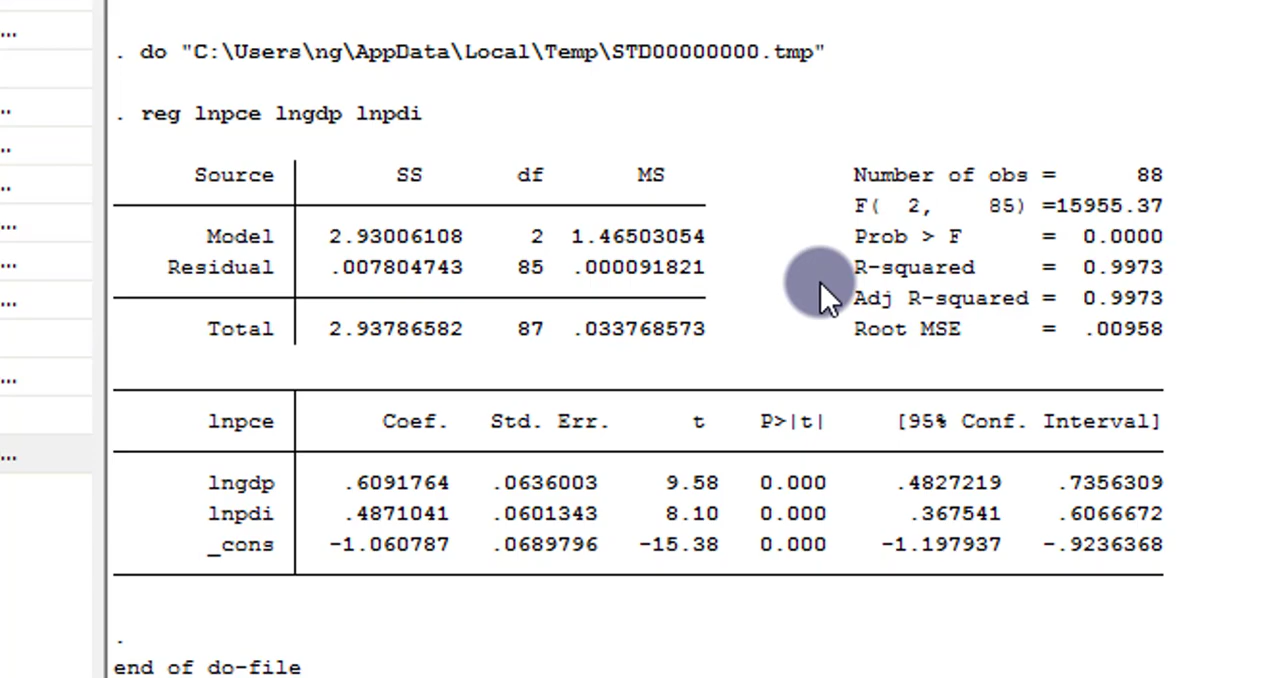 . do "C:\Users\ng\AppData\Local\Temp\STD00000000.tmp"
. reg lnpce lngdp lnpdi
Source SS df MS Number of obs = 88
F( 2, 85) =15955.37
Model 2.93006108 2 1.46503054 Prob > F = 0.0000
Residual .007804743 85 .000091821 R-squared = 0.9973
Adj R-squared = 0.9973
Total 2.93786582 87 .033768573 Root MSE = .00958
lnpce Coef. Std. Err. t P>|t| [95% Conf. Interval]
lngdp .6091764 .0636003 9.58 0.000 .4827219 .7356309
lnpdi .4871041 .0601343 8.10 0.000 .367541 .6066672
_cons -1.060787 .0689796 -15.38 0.000 -1.197937 -.9236368
.
end of do-file